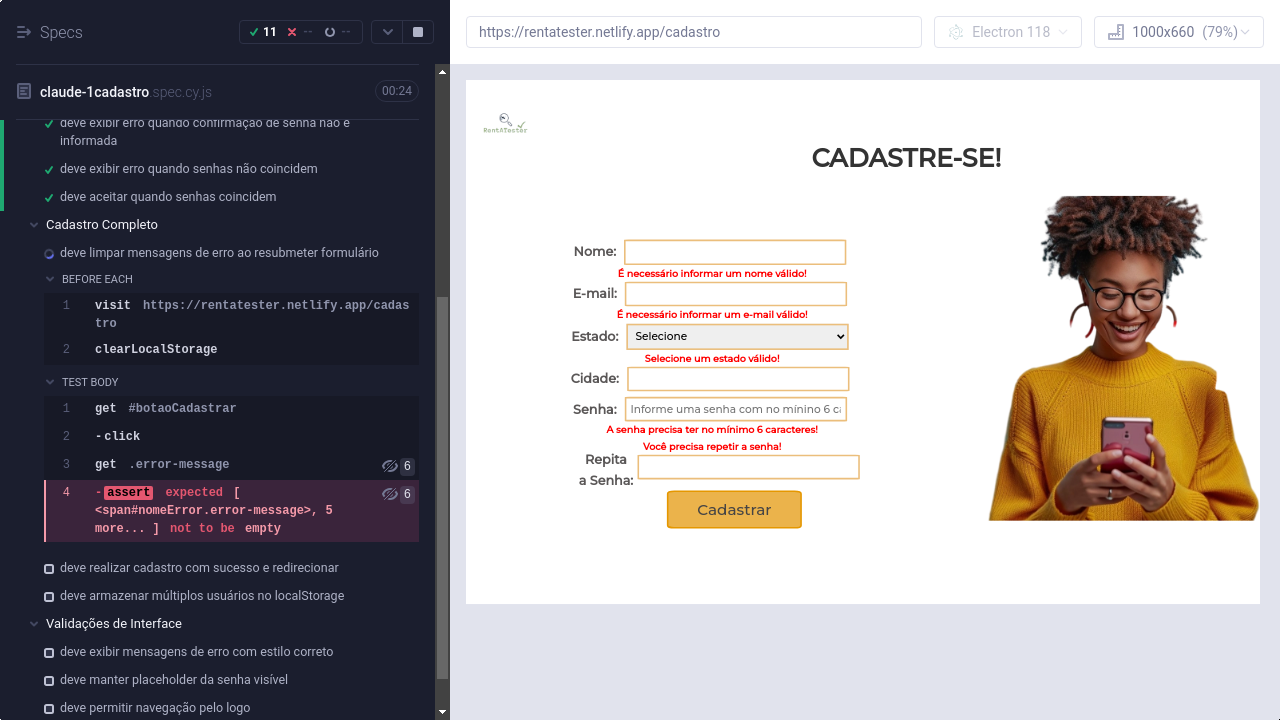 Specs
11 -- --
claude-1cadastro.spec.cy.js 00:24
deve exibir erro quando confirmação de senha não é
informada
deve exibir erro quando senhas não coincidem
deve aceitar quando senhas coincidem
Cadastro Completo
deve limpar mensagens de erro ao resubmeter formulário
BEFORE EACH
1 visit https://rentatester.netlify.app/cadas
tro
2 clearLocalStorage
TEST BODY
1 get #botaoCadastrar
2 -click
3 get .error-message 6
4 -assert expected [ 6
<span#nomeError.error-message>, 5
more... ] not to be empty
deve realizar cadastro com sucesso e redirecionar
deve armazenar múltiplos usuários no localStorage
Validações de Interface
deve exibir mensagens de erro com estilo correto
deve manter placeholder da senha visível
deve permitir navegação pelo logo
https://rentatester.netlify.app/cadastro
Electron 118
1000x660 (79%)
RentATester
CADASTRE-SE!
Nome:
É necessário informar um nome válido!
E-mail:
É necessário informar um e-mail válido!
Estado: Selecione
Selecione um estado válido!
Cidade:
Senha: Informe uma senha com no mínino 6 ca
A senha precisa ter no mínimo 6 caracteres!
Você precisa repetir a senha!
Repita
a Senha:
Cadastrar